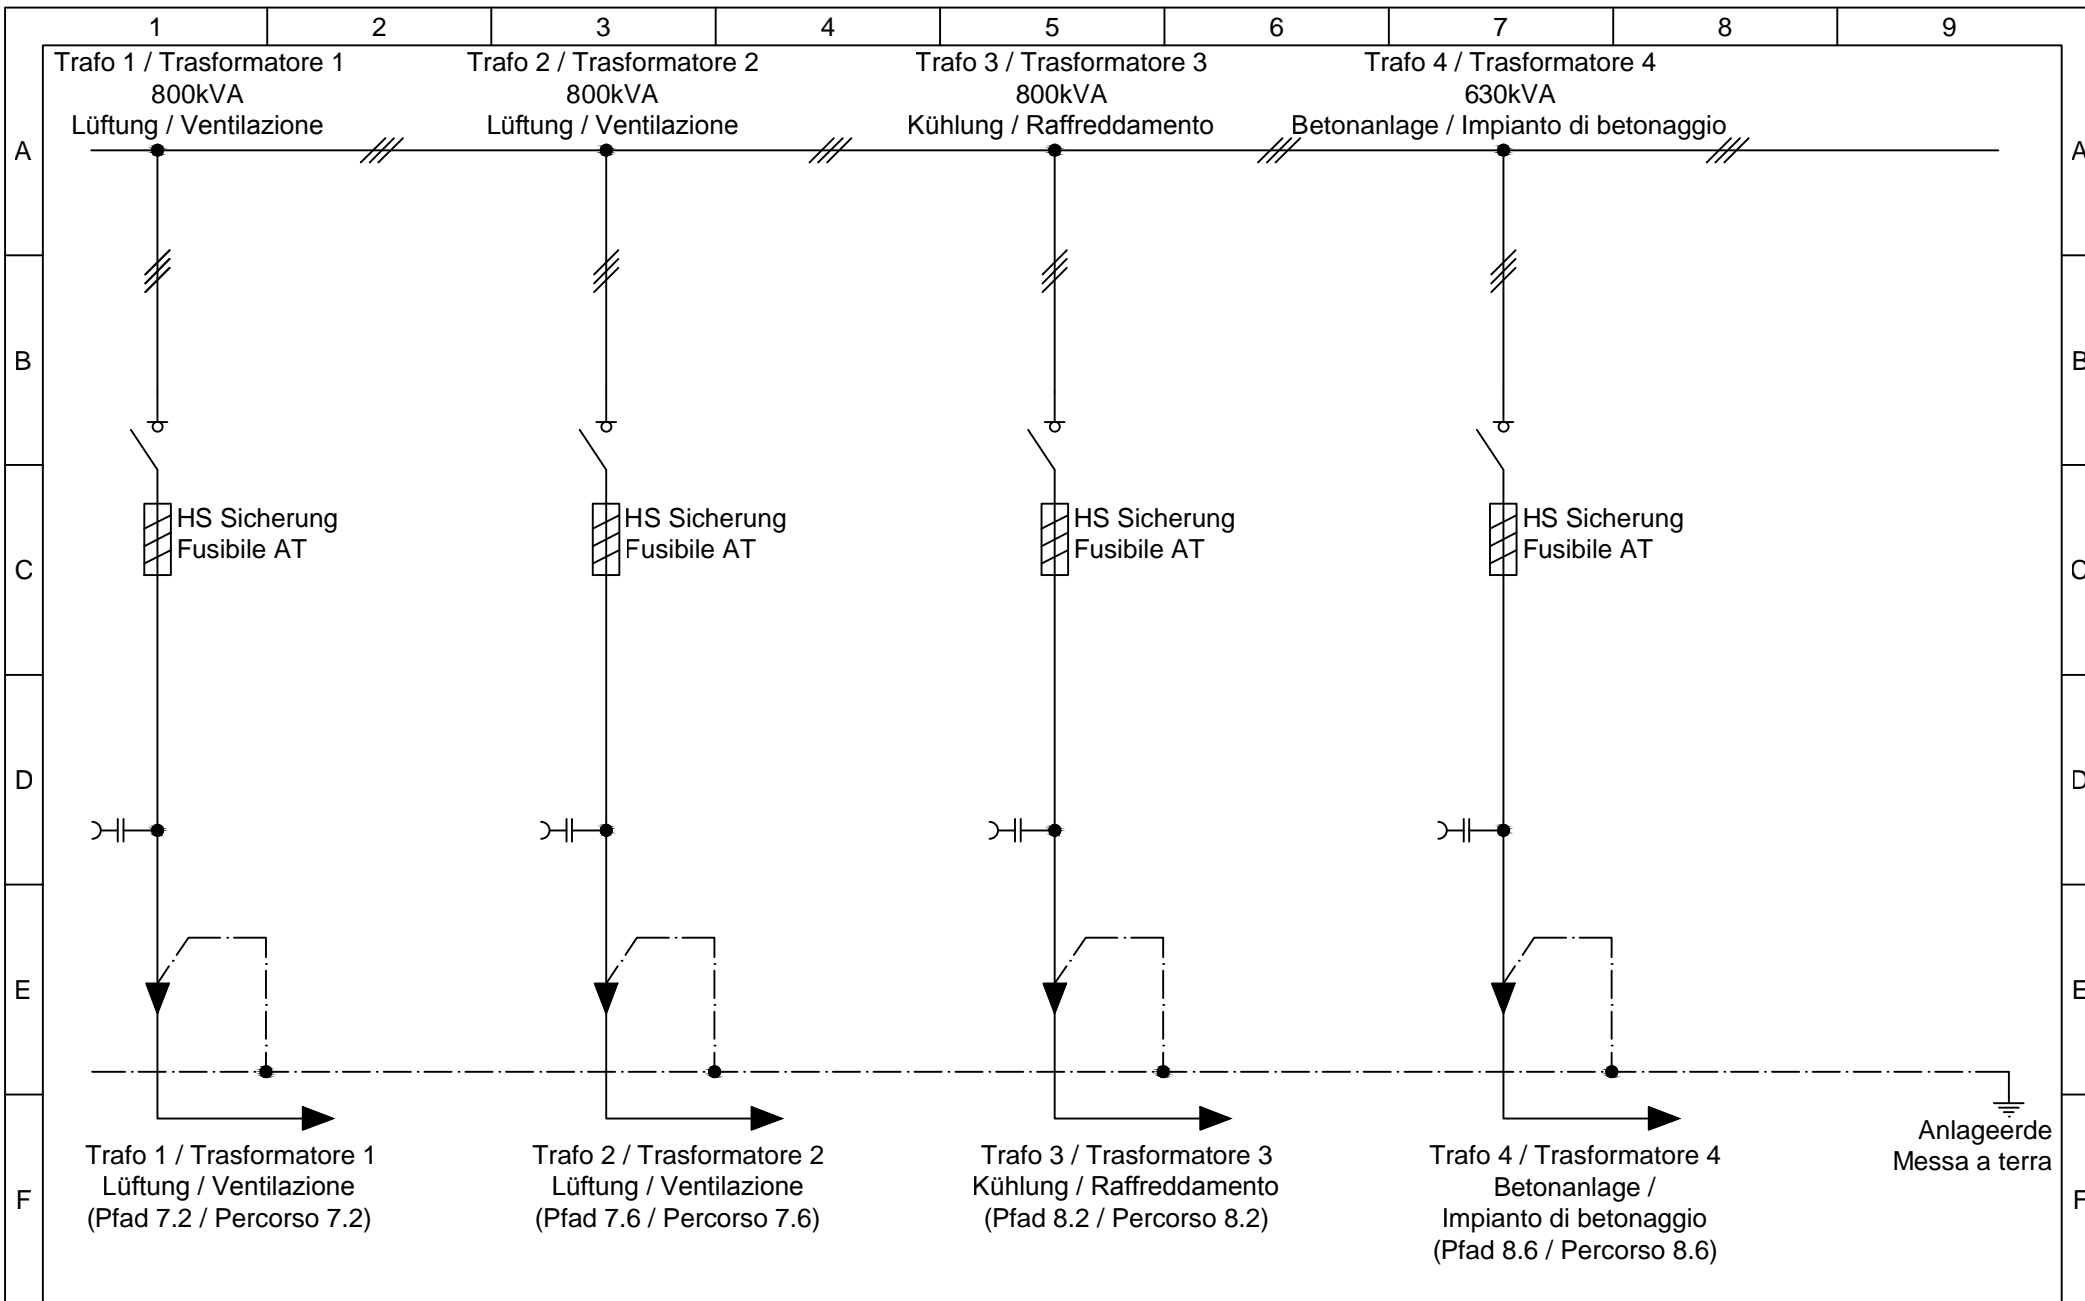 1 2 3 4 5 6 7 8 9
Trafo 1 / Trasformatore 1
800kVA
Lüftung / Ventilazione
Trafo 2 / Trasformatore 2
800kVA
Lüftung / Ventilazione
Trafo 3 / Trasformatore 3
800kVA
Kühlung / Raffreddamento
Trafo 4 / Trasformatore 4
630kVA
Betonanlage / Impianto di betonaggio
A A
B B
HS Sicherung
Fusibile AT
HS Sicherung
Fusibile AT
HS Sicherung
Fusibile AT
HS Sicherung
Fusibile AT
C C
D D
E E
Trafo 1 / Trasformatore 1
Lüftung / Ventilazione
(Pfad 7.2 / Percorso 7.2)
Trafo 2 / Trasformatore 2
Lüftung / Ventilazione
(Pfad 7.6 / Percorso 7.6)
Trafo 3 / Trasformatore 3
Kühlung / Raffreddamento
(Pfad 8.2 / Percorso 8.2)
Trafo 4 / Trasformatore 4
Betonanlage /
Impianto di betonaggio
(Pfad 8.6 / Percorso 8.6)
Anlageerde
Messa a terra
F F